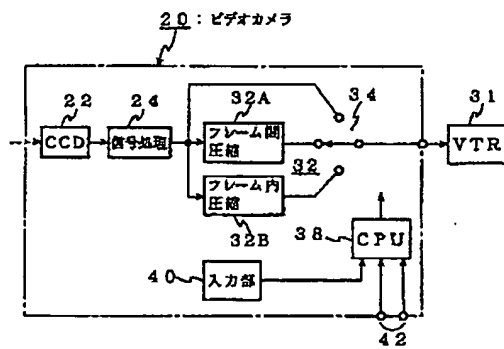 20：ビデオカメラ
22
24
32A
34
31
CCD
信号処理
フレーム間
圧縮
VTR
32
フレーム内
圧縮
32B
38
CPU
40
入力部
42